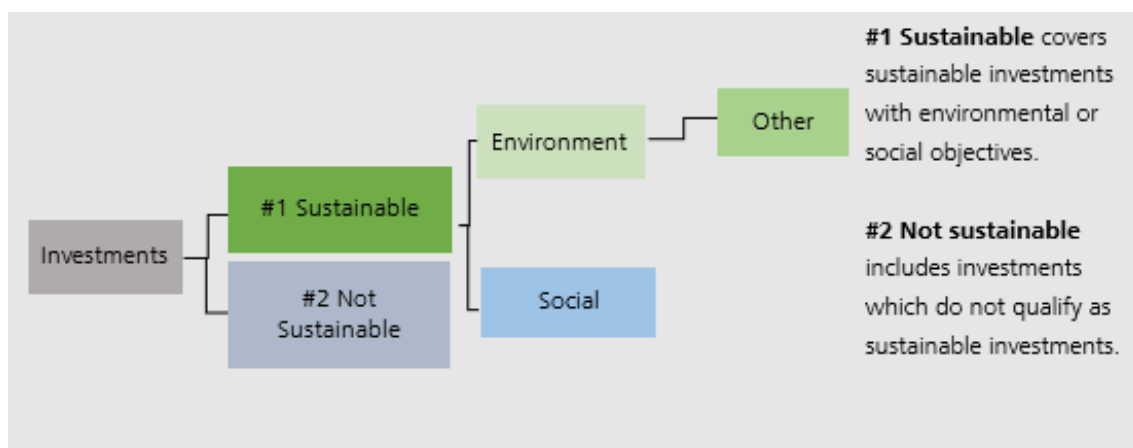 Investments
#1 Sustainable
#2 Not
Sustainable
Environment
Social
Other
#1 Sustainable covers
sustainable investments
with environmental or
social objectives.
#2 Not sustainable
includes investments
which do not qualify as
sustainable investments.